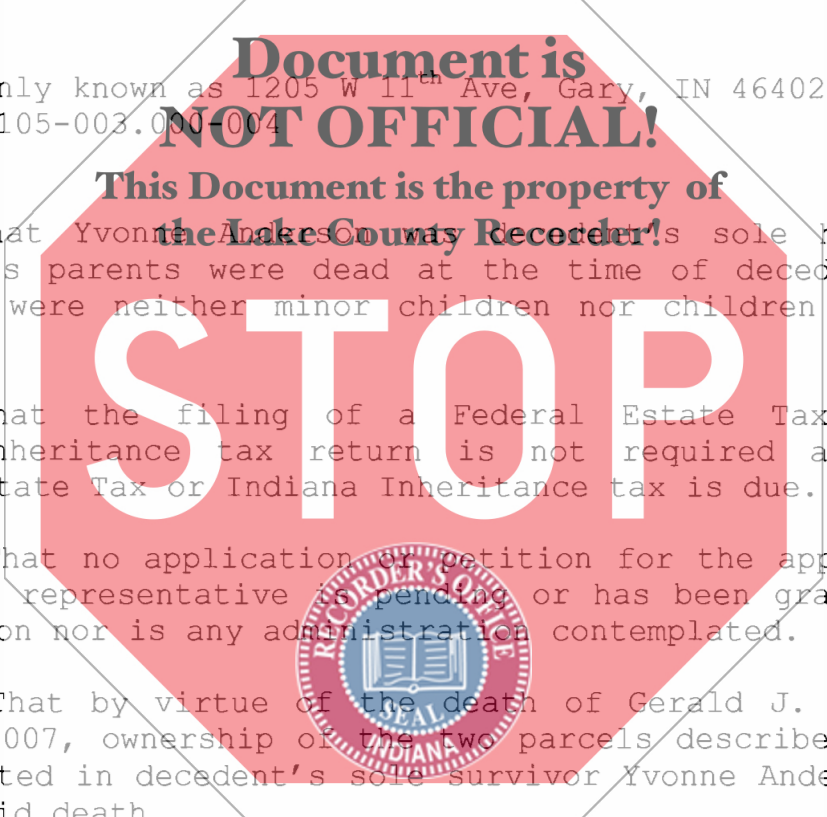 Document is
nly known as 1205 W 11th Ave, Gary, IN 46402
NOT OFFICIAL!
105-003.000-004
This Document is the property of
the Lake County Recorder!
at Yvonne Anderson was decedent's sole
s parents were dead at the time of deced
were neither minor children nor children
STOP
hat the filing of a Federal Estate Tax
nheritance tax return is not required a
tate Tax or Indiana Inheritance tax is due.
hat no application or petition for the app
representative is pending or has been gra
on nor is any administration contemplated.
RECORDER'S OFFICE
SEAL
INDIANA
That by virtue of the death of Gerald J.
007, ownership of the two parcels describe
ted in decedent's sole survivor Yvonne Ande
id death